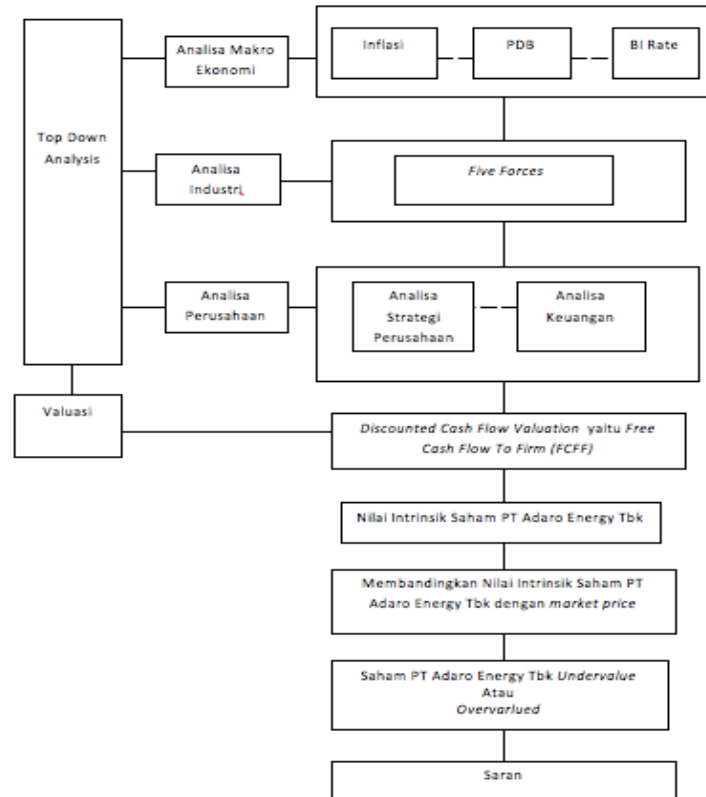 Analisa Makro
Ekonomi
Inflasi
PDB
BI Rate
Top Down
Analysis
Analisa
Industri.
Five Forces
Analisa
Perusahaan
Analisa
Strategi
Perusahaan
Analisa
Keuangan
Valuasi
Discounted Cash Flow Valuation yaitu Free
Cash Flow To Firm (FCFF)
Nilai Intrinsik Saham PT Adaro Energy Tbk
Membandingkan Nilai Intrinsik Saham PT
Adaro Energy Tbk dengan market price
Saham PT Adaro Energy Tbk Undervalue
Atau
Overvarlued
Saran